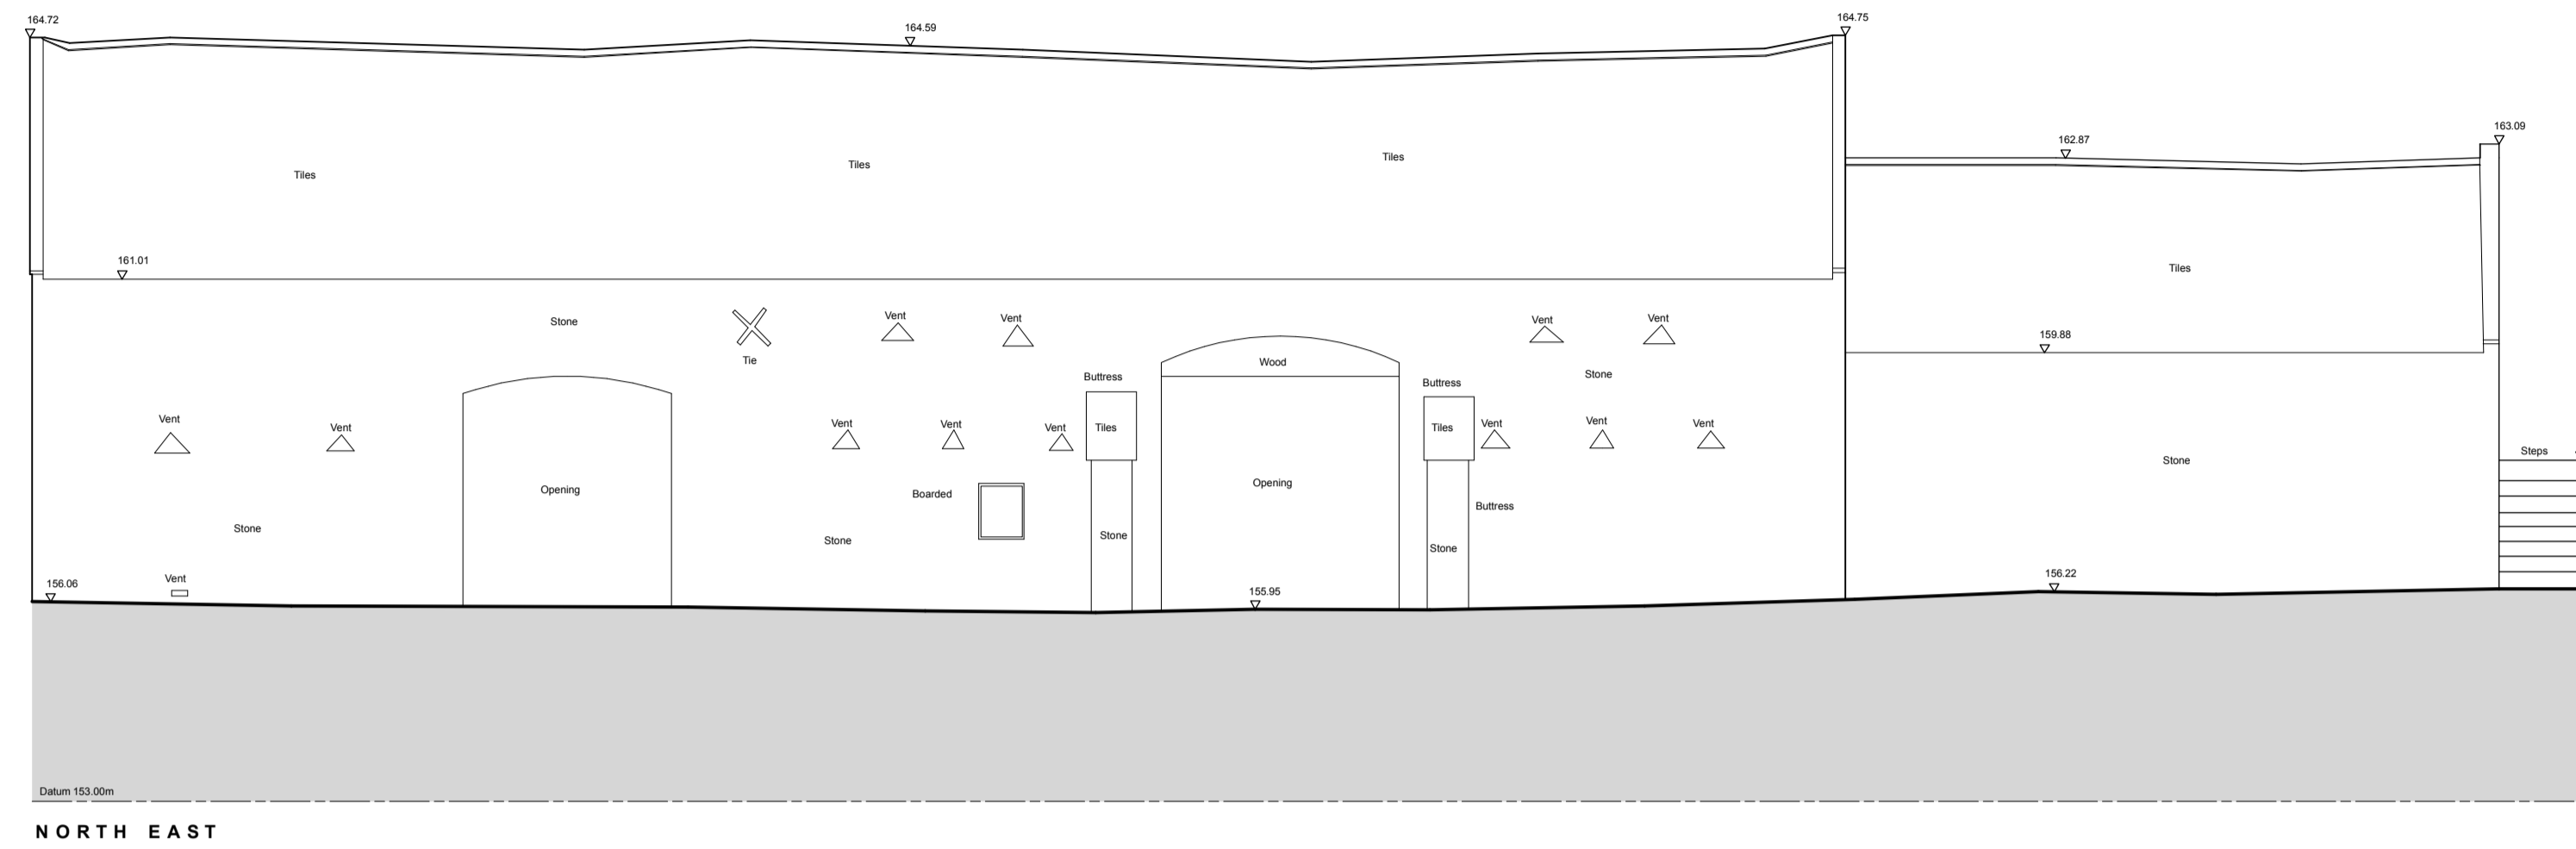 164.72
164.59
164.75
163.09
162.87
Tiles
Tiles
Tiles
161.01
Tiles
159.88
Stone
Tie
Vent
Vent
Vent
Vent
Wood
Stone
Buttress
Buttress
Vent
Vent
Vent
Vent
Vent
Tiles
Tiles
Vent
Vent
Vent
Steps
Stone
Opening
Boarded
Opening
Buttress
Stone
Stone
Stone
Stone
Vent
156.06
155.95
156.22
Datum 153.00m
NORTH EAST